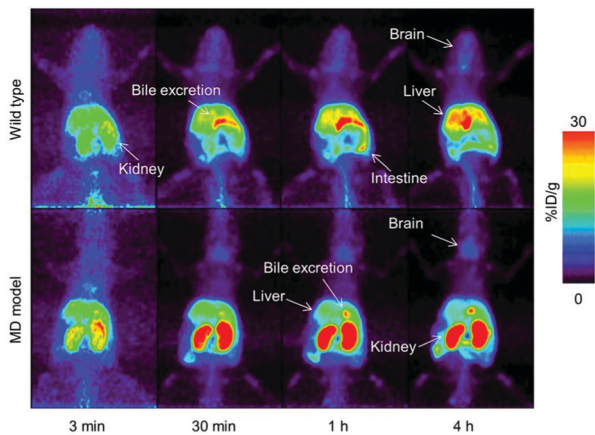 Brain
Bile excretion
Liver
Wild type
Kidney
Intestine
30
%ID/g
0
Brain
Bile excretion
Liver
MD model
Kidney
3 min
30 min
1 h
4 h